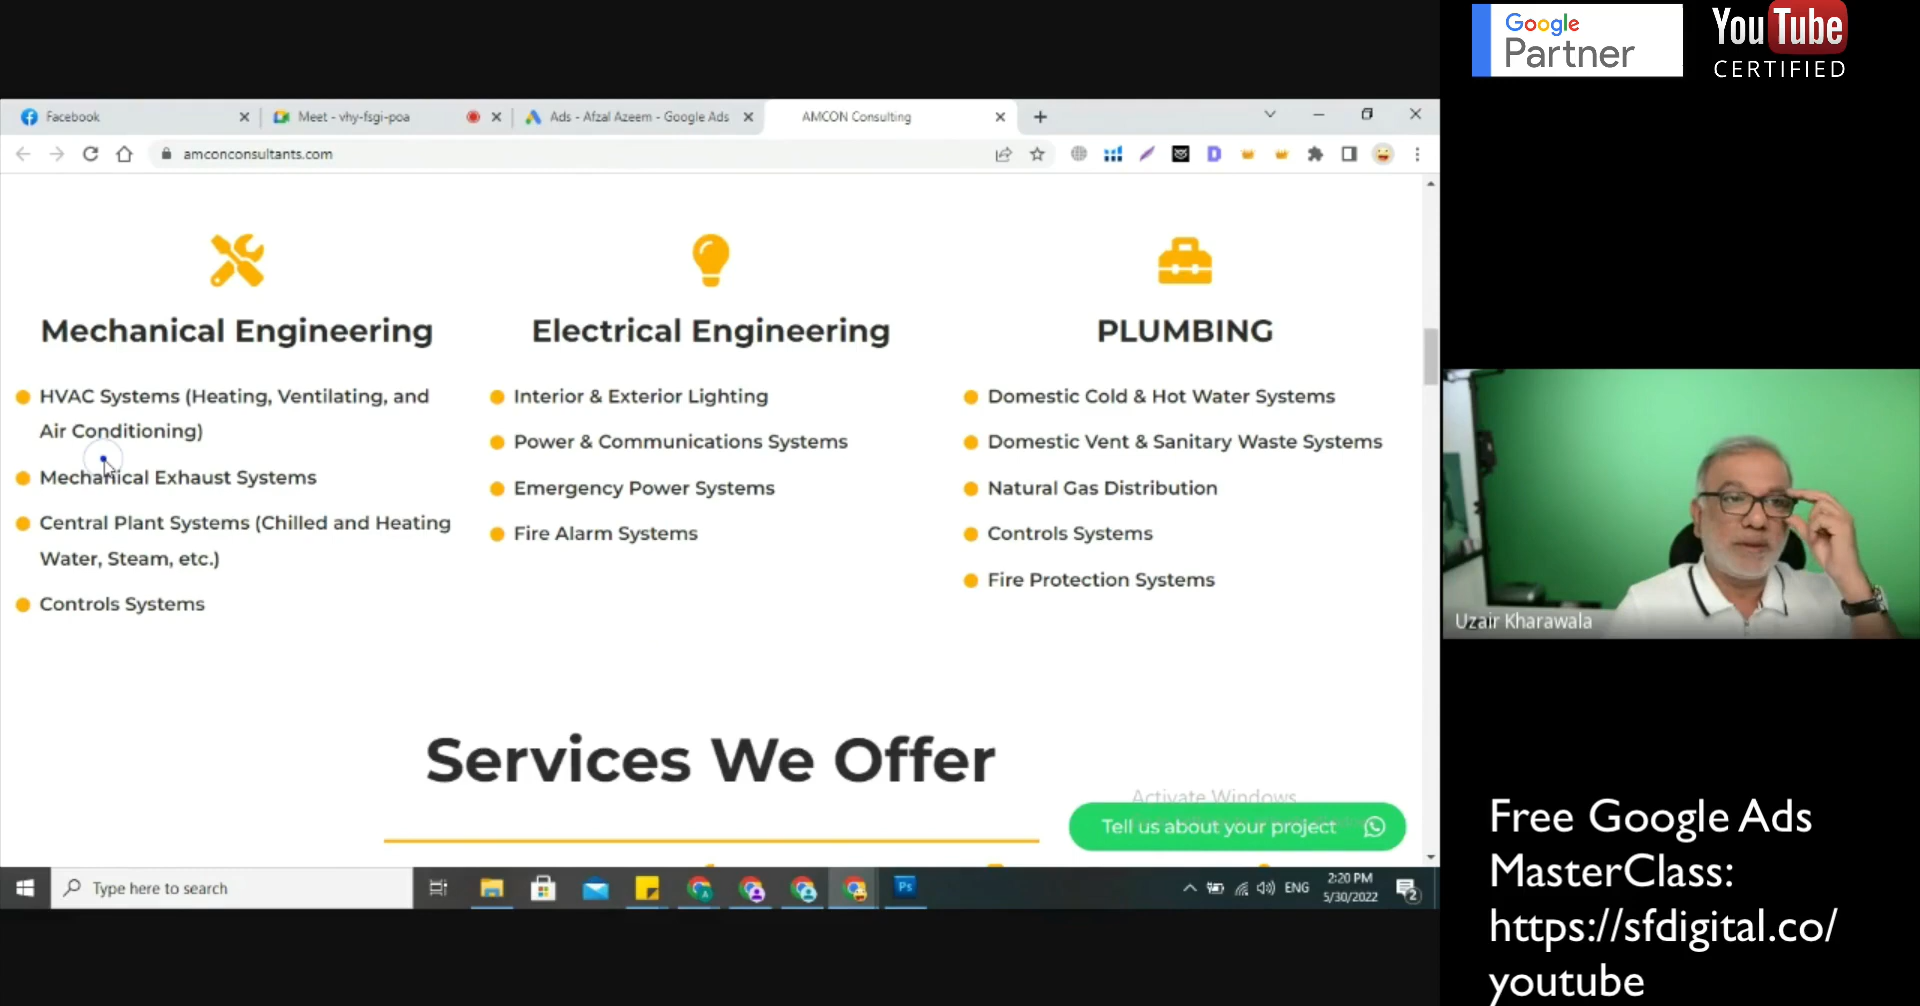 Google
Partner
YouTube
CERTIFIED
Facebook
Meet - vhy-fsgi-poa
Ads - Afzal Azeem - Google Ads
AMCON Consulting
amconconsultants.com
Mechanical Engineering
HVAC Systems (Heating, Ventilating, and
Air Conditioning)
Mechanical Exhaust Systems
Central Plant Systems (Chilled and Heating
Water, Steam, etc.)
Controls Systems
Electrical Engineering
Interior & Exterior Lighting
Power & Communications Systems
Emergency Power Systems
Fire Alarm Systems
PLUMBING
Domestic Cold & Hot Water Systems
Domestic Vent & Sanitary Waste Systems
Natural Gas Distribution
Controls Systems
Fire Protection Systems
Services We Offer
Activate Windows
Tell us about your project
Uzair Kharawala
Free Google Ads
MasterClass:
https://sfdigital.co/
youtube
Type here to search
Ps
ENG
2:20 PM
5/30/2022
2